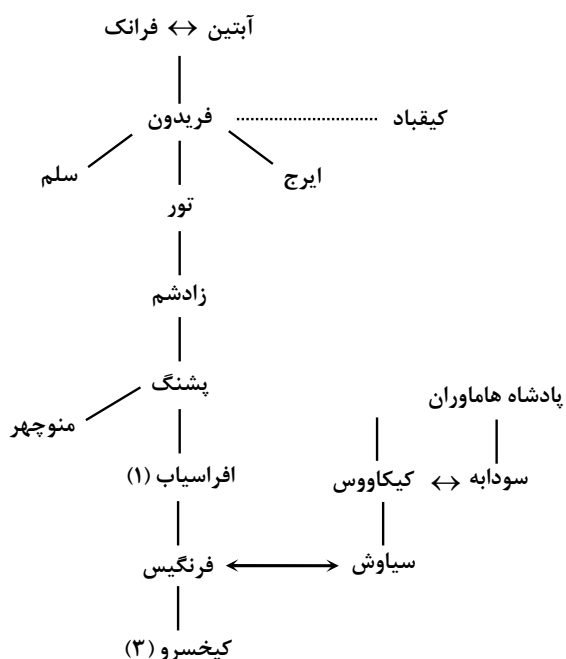 فرانک ↔ آبتین
فریدون
کیقباد
سلم
ایرج
تور
زادشم
پشنگ
منوچهر
پادشاه هاماوران
افراسیاب (۱)
کیکاووس ↔ سودابه
فرنگیس
سیاوش
کیخسرو (۳)